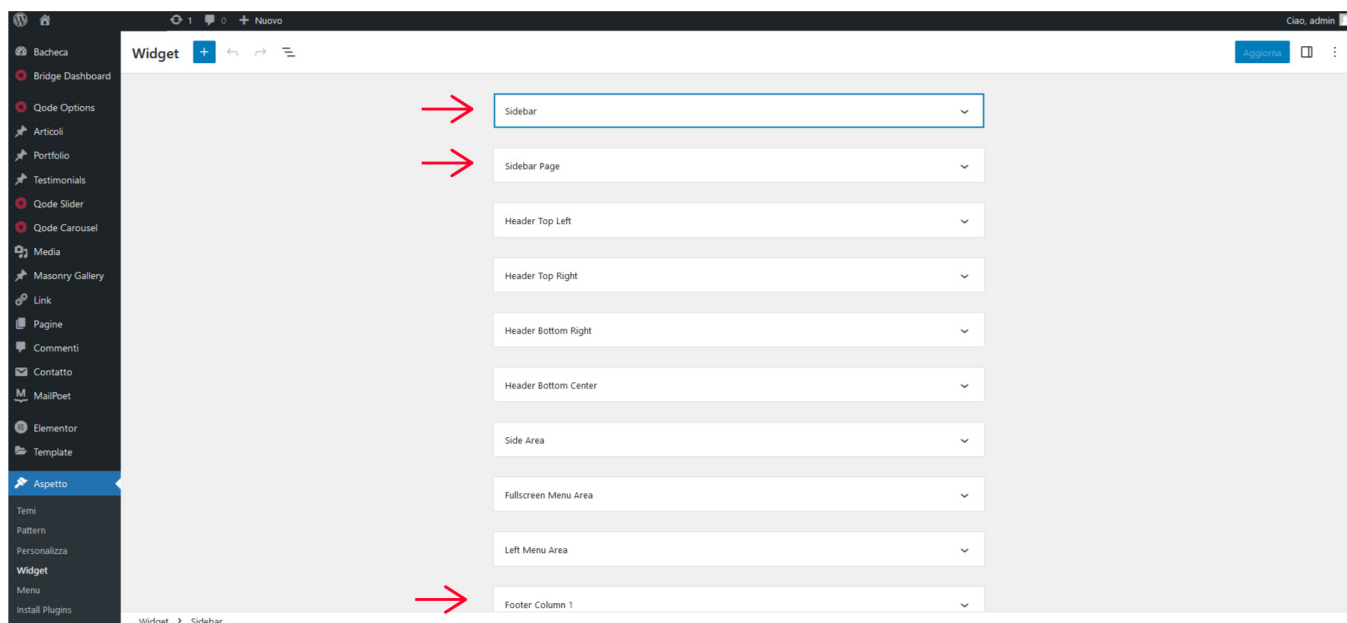 1 0 + Nuovo Ciao, admin
Bacheca
Bridge Dashboard
Qode Options
Articoli
Portfolio
Testimonials
Qode Slider
Qode Carousel
Media
Masonry Gallery
Link
Pagine
Commenti
Contatto
MailPoet
Elementor
Template
Aspetto
Temi
Pattern
Personalizza
Widget
Menu
Install Plugins
Widget + Aggiorna
Sidebar
Sidebar Page
Header Top Left
Header Top Right
Header Bottom Right
Header Bottom Center
Side Area
Fullscreen Menu Area
Left Menu Area
Footer Column 1
Widget > Sidebar